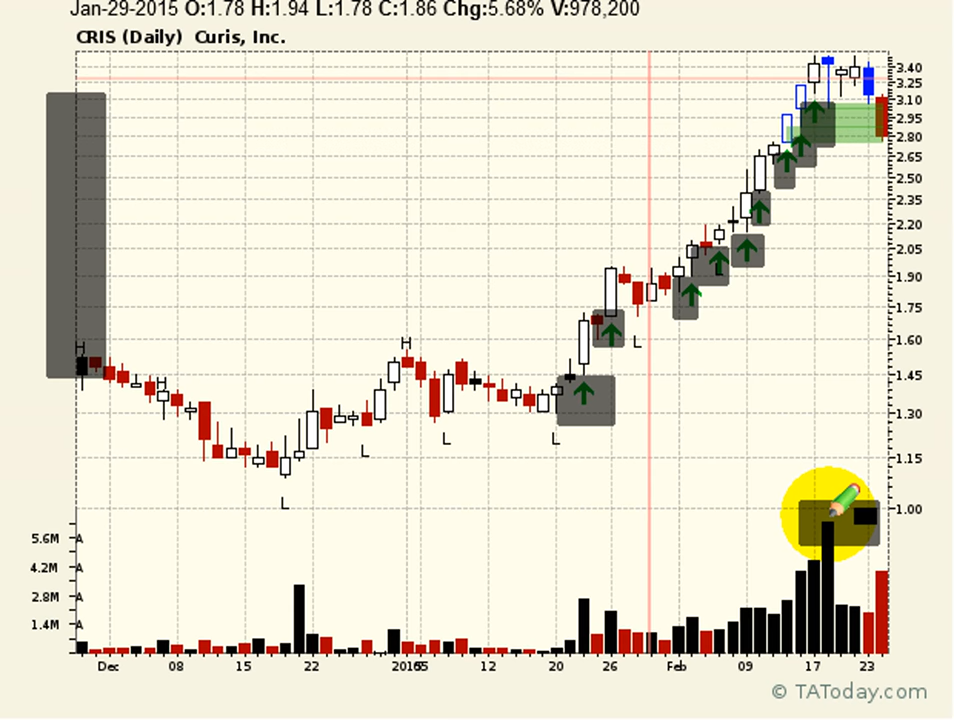 Jan-29-2015 O:1.78 H:1.94 L:1.78 C:1.86 Chg:5.68% V:978,200
CRIS (Daily) Curis, Inc.
3.40
3.25
3.10
2.95
2.80
2.65
2.50
2.35
2.20
2.05
1.90
1.75
1.60
1.45
1.30
1.15
1.00
H
H
H
L
L
L
L
L
L
5.6M A
4.2M A
2.8M A
1.4M A
Dec 08 15 22 2016 12 20 26 Feb 09 17 23
© TAToday.com